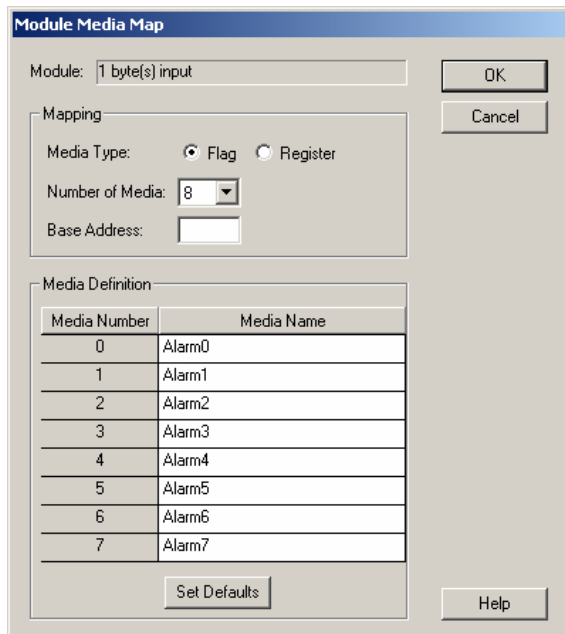 Module Media Map
Module: 1 byte(s) input
OK
Cancel
Mapping
Media Type: Flag Register
Number of Media: 8
Base Address:
Media Definition
Media Number Media Name
0 Alarm0
1 Alarm1
2 Alarm2
3 Alarm3
4 Alarm4
5 Alarm5
6 Alarm6
7 Alarm7
Set Defaults
Help